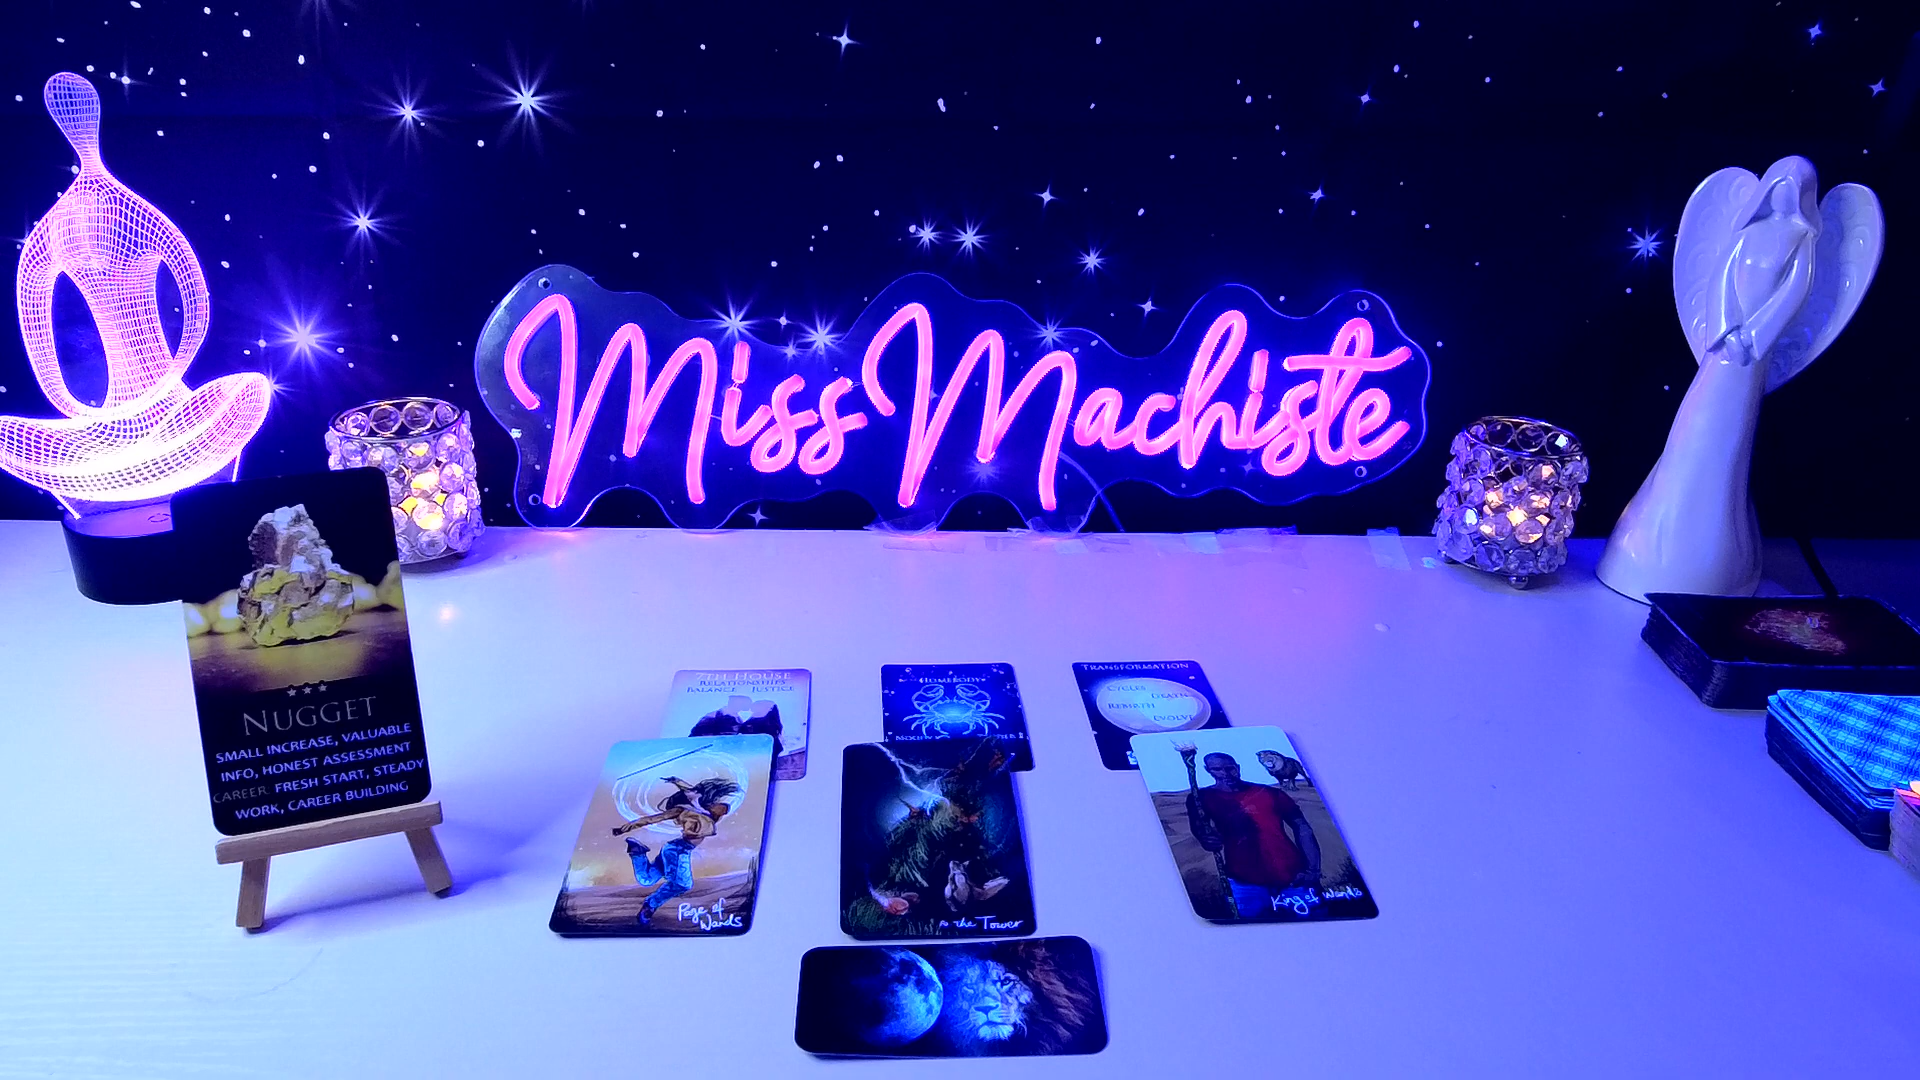 Miss Machiste
NUGGET
SMALL INCREASE, VALUABLE
INFO, HONEST ASSESSMENT
CAREER: FRESH START, STEADY
WORK, CAREER BUILDING
7TH HOUSE
RELATIONSHIPS
BALANCE JUSTICE
HOMEBODY
TRANSFORMATION
CYCLES DEATH
REBIRTH
EVOLVE
Page of
Wands
the Tower
King of Wands